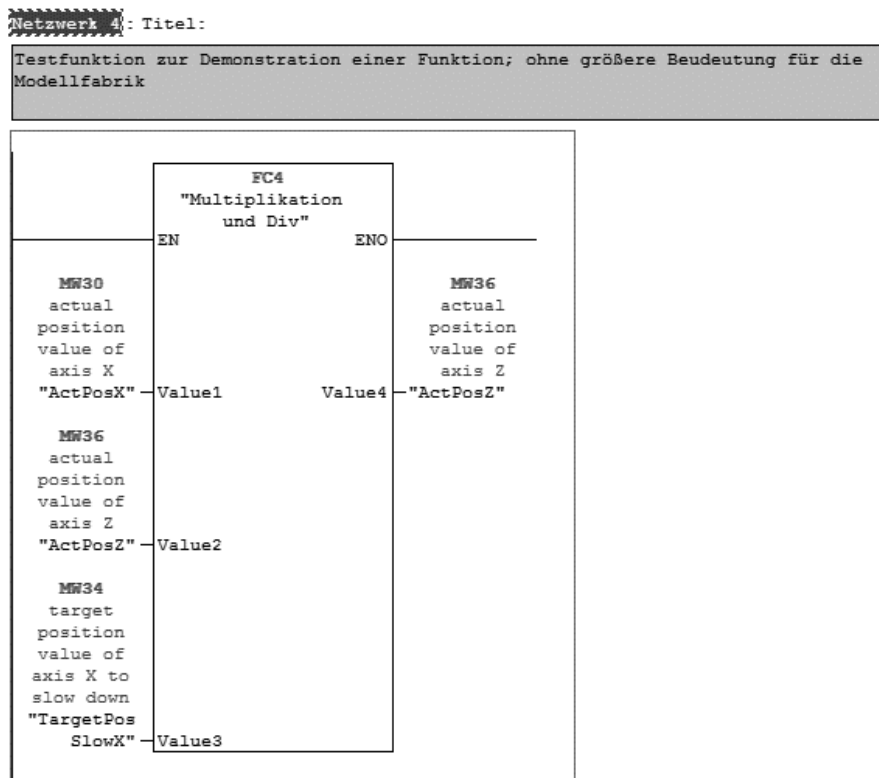 Netzwerk 4: Titel:
Testfunktion zur Demonstration einer Funktion; ohne größere Beudeutung für die
Modellfabrik
FC4
"Multiplikation
und Div"
EN
ENO
MW30
actual
position
value of
axis X
"ActPosX"
Value1
MW36
actual
position
value of
axis Z
"ActPosZ"
Value4
MW36
actual
position
value of
axis Z
"ActPosZ"
Value2
MW34
target
position
value of
axis X to
slow down
"TargetPos
SlowX"
Value3